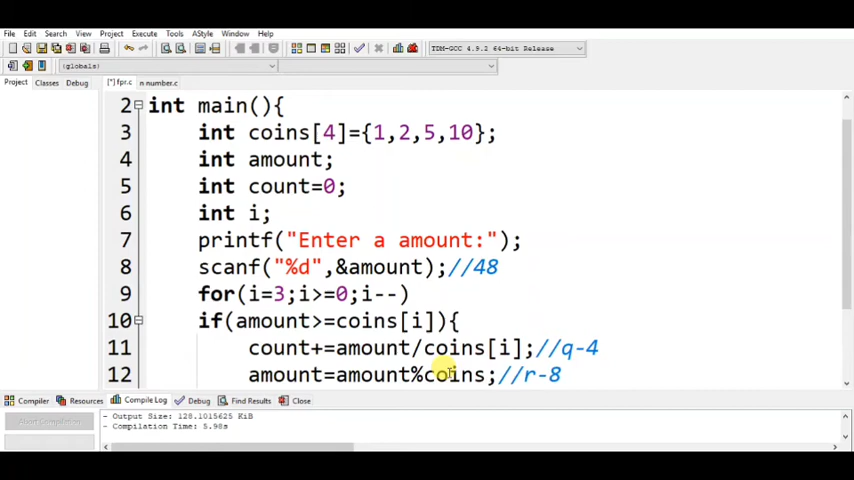 File Edit Search View Project Execute Tools AStyle Window Help
TDM-GCC 4.9.2 64-bit Release
(globals)
Project Classes Debug [*] fpr.c n number.c
2 int main(){
3 int coins[4]={1,2,5,10};
4 int amount;
5 int count=0;
6 int i;
7 printf("Enter a amount:");
8 scanf("%d",&amount);//48
9 for(i=3;i>=0;i--)
10 if(amount>=coins[i]){
11 count+=amount/coins[i];//q-4
12 amount=amount%coins;//r-8
Compiler Resources Compile Log Debug Find Results Close
Abort Compilation
- Output Size: 128.1015625 KiB
- Compilation Time: 5.98s